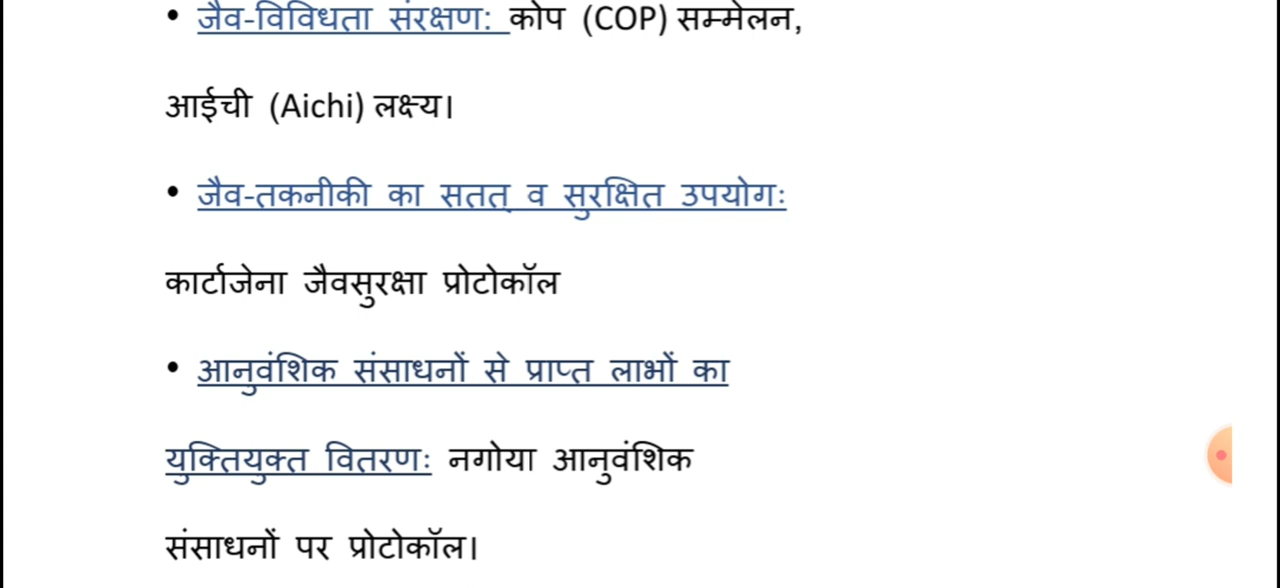 • जैव-विविधता संरक्षण: कोप (COP) सम्मेलन,
आईची (Aichi) लक्ष्य।
• जैव-तकनीकी का सतत् व सुरक्षित उपयोगः
कार्टाजेना जैवसुरक्षा प्रोटोकॉल
• आनुवंशिक संसाधनों से प्राप्त लाभों का
युक्तियुक्त वितरणः नगोया आनुवंशिक
संसाधनों पर प्रोटोकॉल।